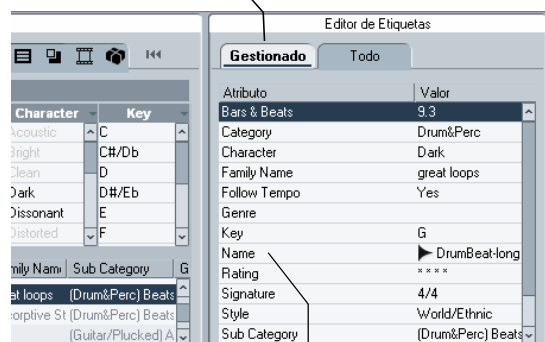 Editor de Etiquetas
Gestionado Todo
Character Key
Acoustic C
Bright C#/Db
Clean D
Dark D#/Eb
Dissonant E
Distorted F
mily Name Sub Category G
at loops (Drum&Perc) Beats
orptive St (Drum&Perc) Beats
(Guitar/Plucked) A
Atributo Valor
Bars & Beats 9.3
Category Drum&Perc
Character Dark
Family Name great loops
Follow Tempo Yes
Genre
Key G
Name DrumBeat-long
Rating ****
Signature 4/4
Style World/Ethnic
Sub Category (Drum&Perc) Beats